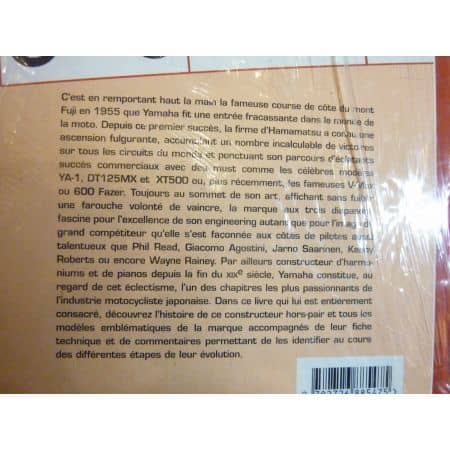 C'est en remportant haut la main la fameuse course de côte du mont
Fuji en 1955 que Yamaha fit une entrée fracassante dans le monde de
la moto. Depuis ce premier succès, la firme d'Hamamatsu a connu une
ascension fulgurante, accumulant un nombre incalculable de victoires
sur tous les circuits du monde et ponctuant son parcours d'éclatants
succès commerciaux avec des must comme les célèbres modèles
YA-1, DT125MX et XT500 ou, plus récemment, les fameuses V-Max
ou 600 Fazer. Toujours au sommet de son art, affichant sans faiblir
une farouche volonté de vaincre, la marque aux trois diapasons
fascine pour l'excellence de son engineering autant que pour l'image de
grand compétiteur qu'elle s'est façonnée aux côtés de pilotes aussi
talentueux que Phil Read, Giacomo Agostini, Jarno Saarinen, Kenny
Roberts ou encore Wayne Rainey. Par ailleurs constructeur d'harmo-
niums et de pianos depuis la fin du XIXe siècle, Yamaha constitue, au
regard de cet éclectisme, l'un des chapitres les plus passionnants de
l'industrie motocycliste japonaise. Dans ce livre qui lui est entièrement
consacré, découvrez l'histoire de ce constructeur hors-pair et tous les
modèles emblématiques de la marque accompagnés de leur fiche
technique et de commentaires permettant de les identifier au cours
des différentes étapes de leur évolution.